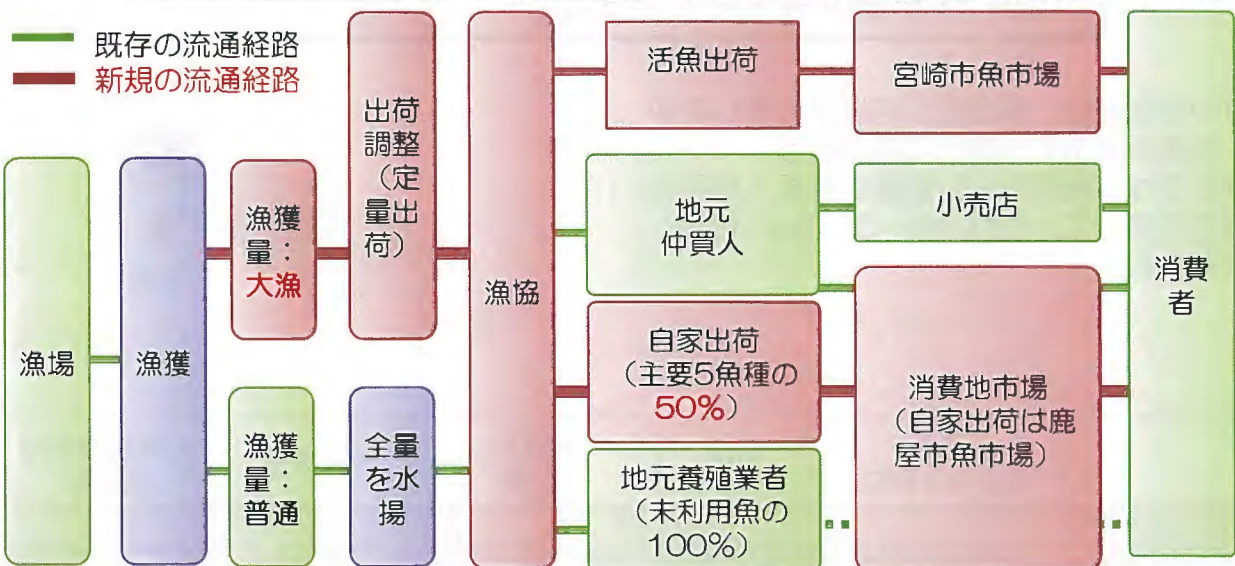 既存の流通経路
新規の流通経路
漁場
漁獲
漁獲
量：
大漁
出荷
調整
（定
量出
荷）
漁獲
量：
普通
全量
を水
揚
漁協
活魚出荷
宮崎市魚市場
地元
仲買人
小売店
自家出荷
（主要5魚種の
50%）
消費地市場
（自家出荷は鹿
屋市魚市場）
地元養殖業者
（未利用魚の
100%）
消費
者